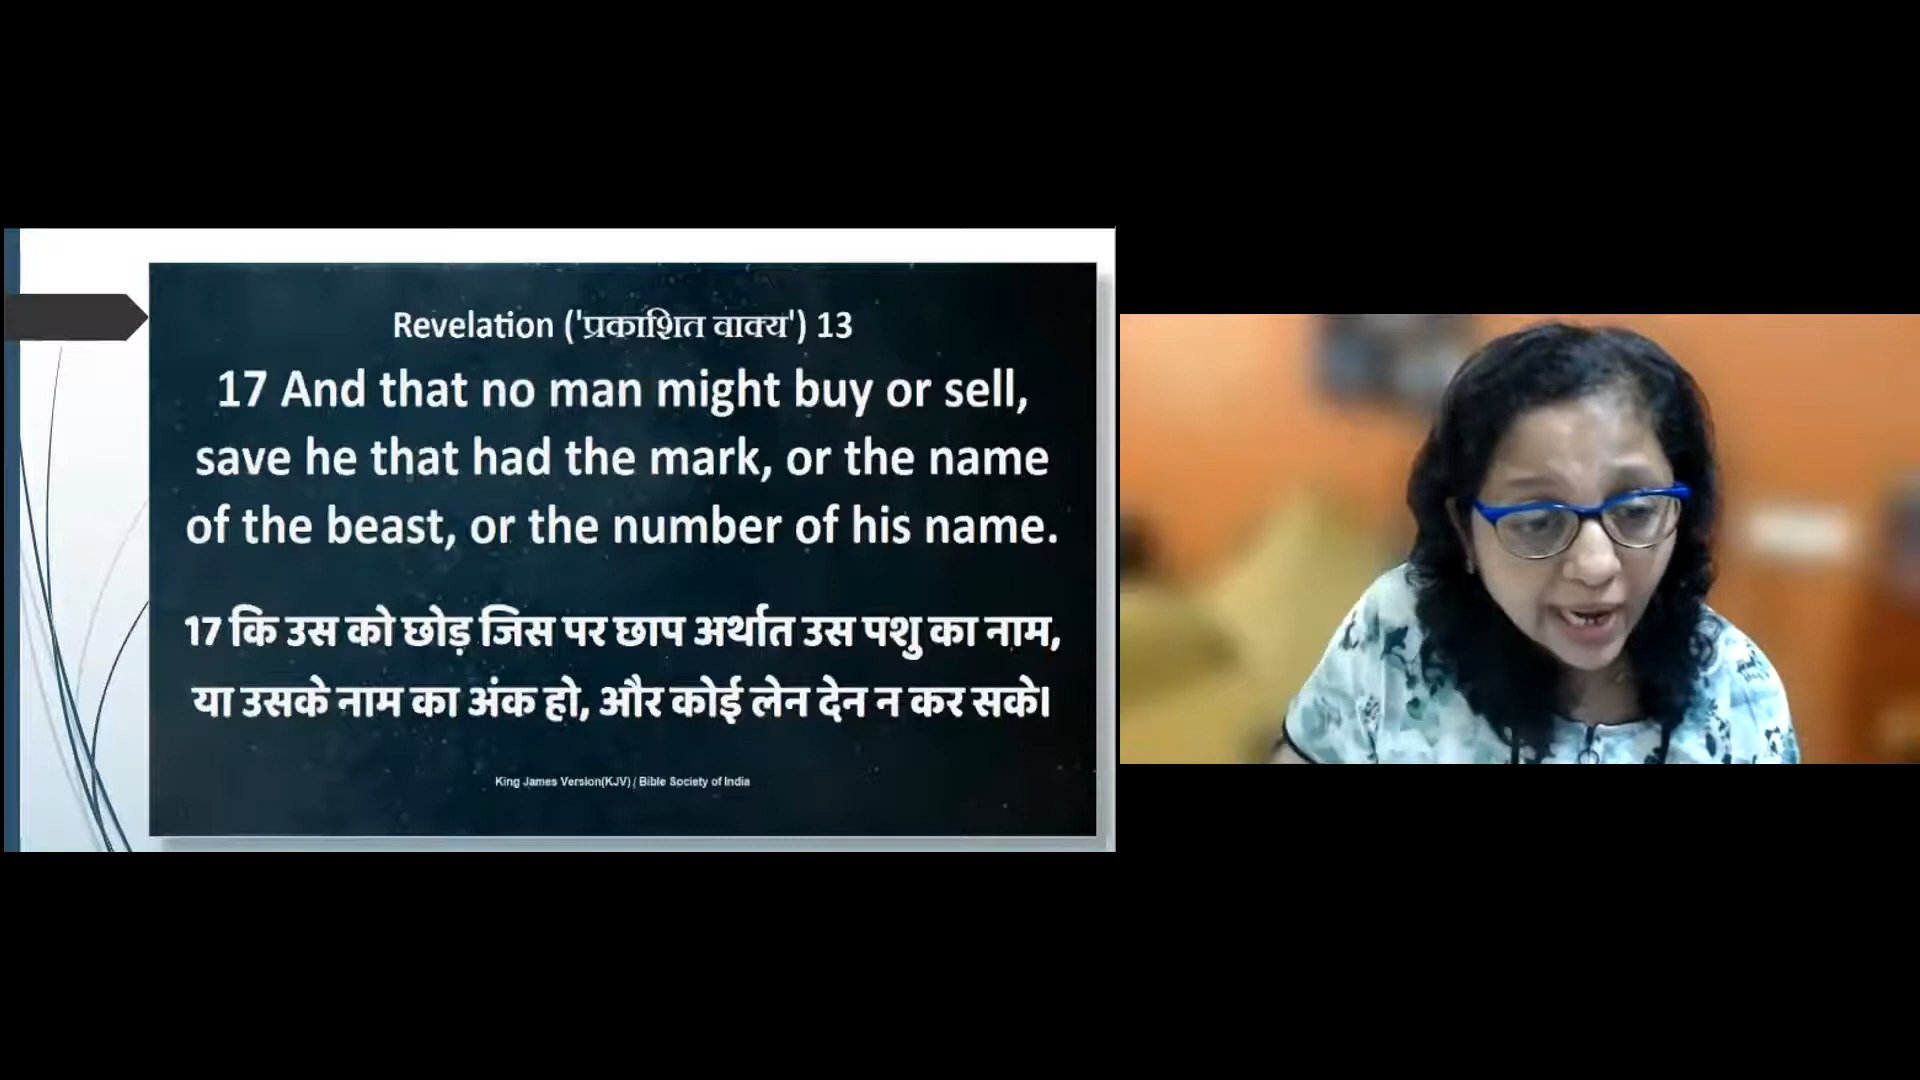 Revelation ('प्रकाशित वाक्य') 13
17 And that no man might buy or sell,
save he that had the mark, or the name
of the beast, or the number of his name.
17 कि उस को छोड़ जिस पर छाप अर्थात उस पशु का नाम,
या उसके नाम का अंक हो, और कोई लेन देन न कर सके।
King James Version(KJV) / Bible Society of India